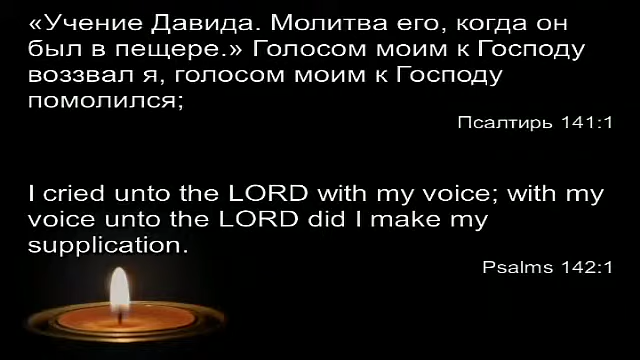 «Учение Давида. Молитва его, когда он
был в пещере.» Голосом моим к Господу
воззвал я, голосом моим к Господу
помолился;
Псалтирь 141:1
I cried unto the LORD with my voice; with my
voice unto the LORD did I make my
supplication.
Psalms 142:1